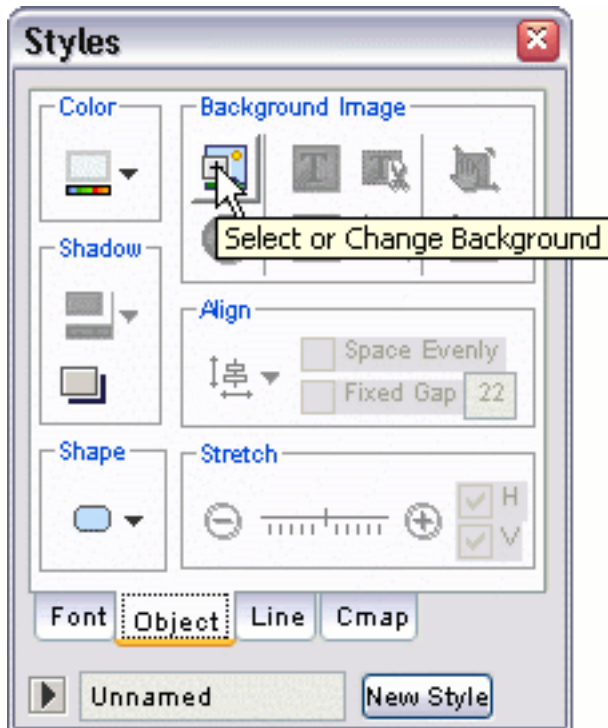 Styles
Color
Background Image
Select or Change Background
Shadow
Align
Space Evenly
Fixed Gap 22
Shape
Stretch
H
V
Font Object Line Cmap
Unnamed New Style